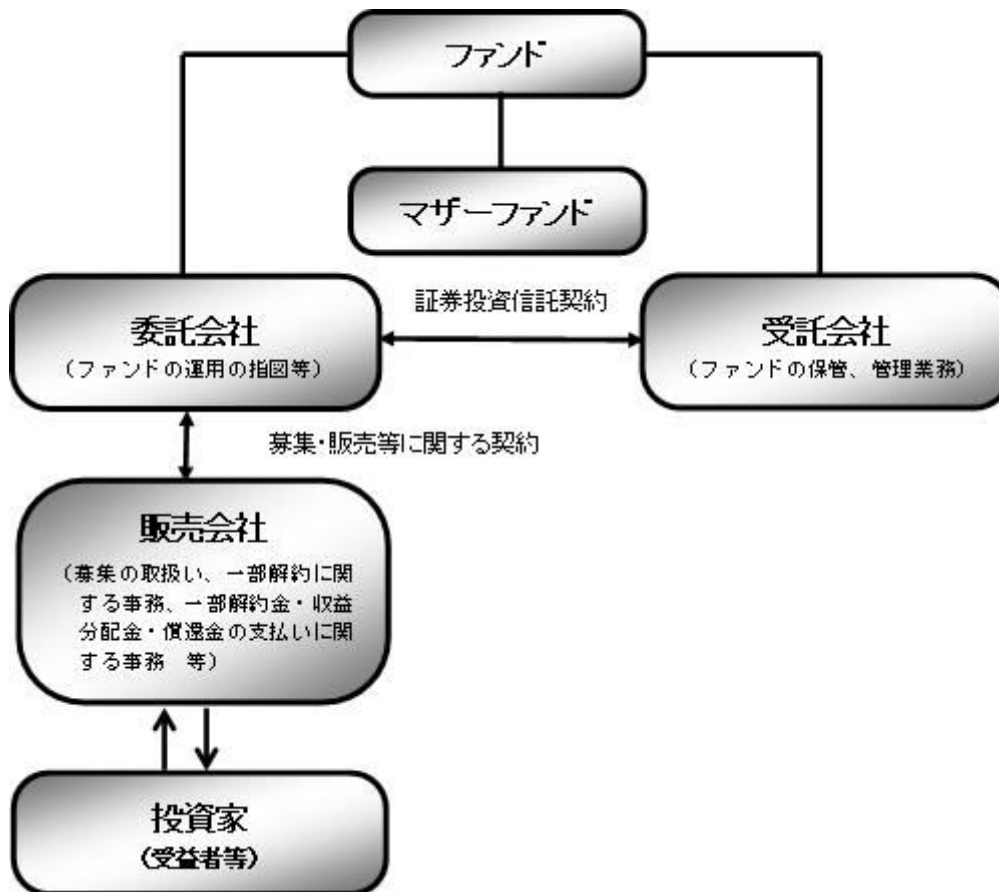 ファンド
マザーファンド
証券投資信託契約
委託会社
(ファンドの運用の指図等)
受託会社
(ファンドの保管、管理業務)
募集・販売等に関する契約
販売会社
(募集の取扱い、一部解約に関
する事務、一部解約金・収益
分配金・償還金の支払いに関
する事務　等)
投資家
(受益者等)